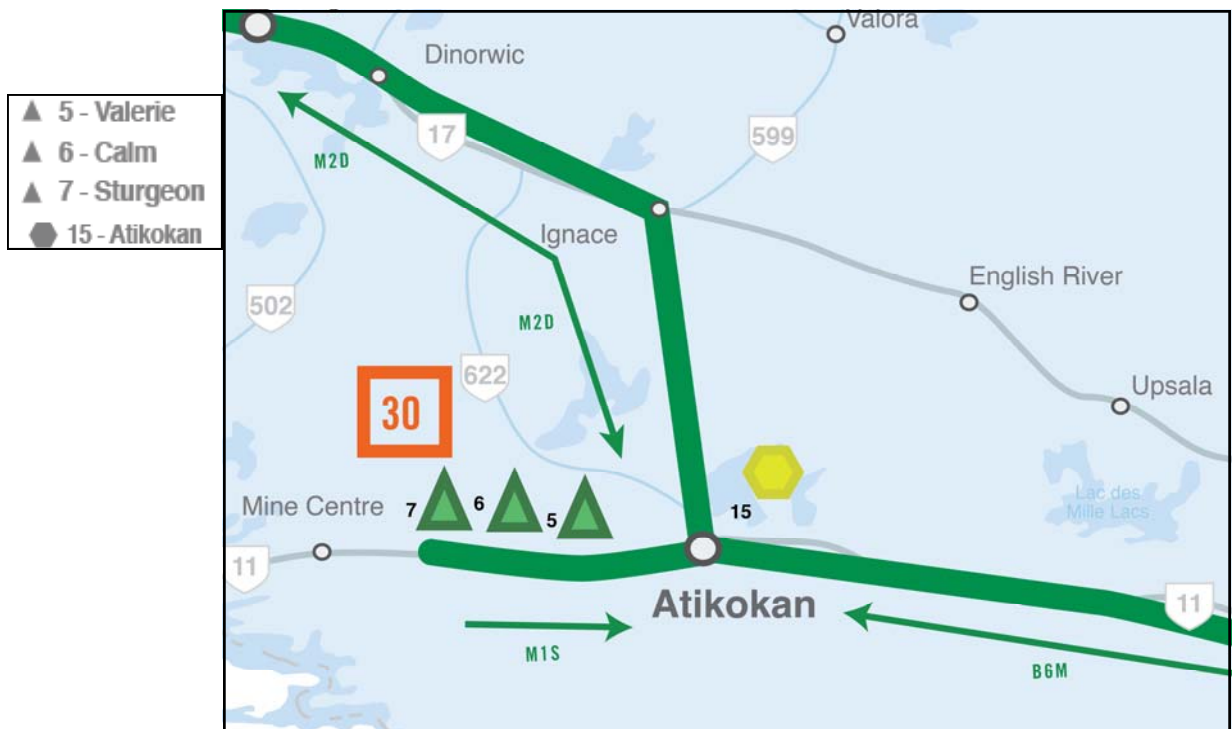 5 - Valerie
6 - Calm
7 - Sturgeon
15 - Atikokan
Valora
Dinorwic
17
599
M2D
Ignace
English River
502
M2D
622
30
Upsala
Mine Centre
7
6
5
15
Lac des
Mille Lacs
11
Atikokan
11
M1S
B6M